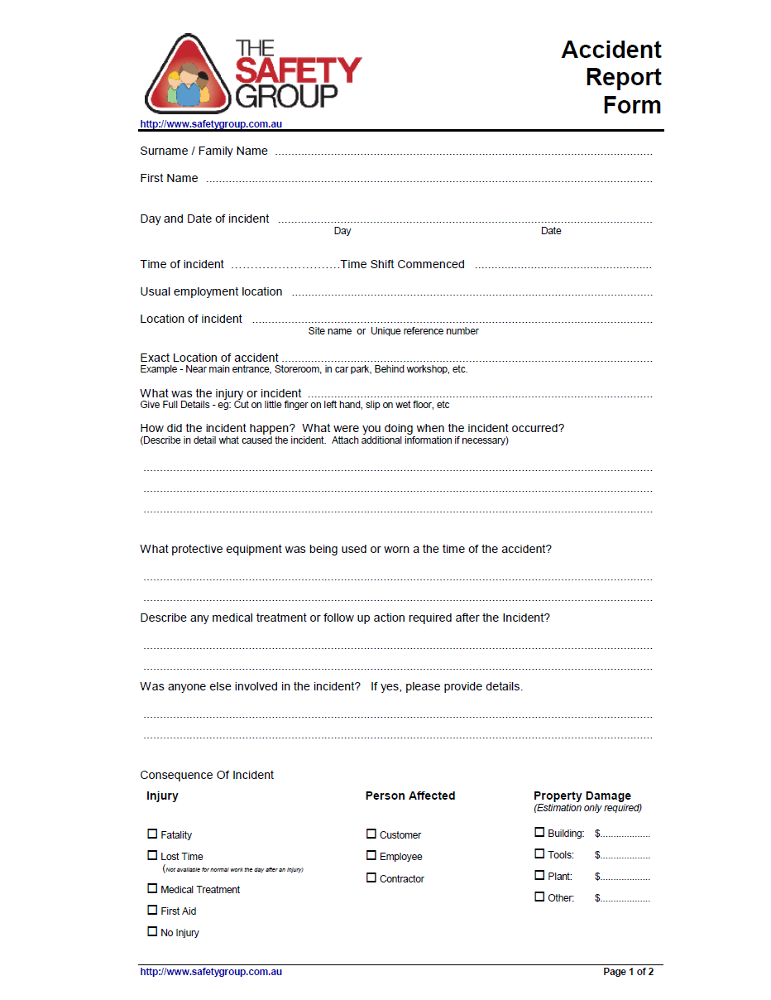 THE
SAFETY
GROUP
Accident
Report
Form
http://www.safetygroup.com.au
Surname / Family Name ..........
First Name ..........
Day and Date of incident ..........
Day Date
Time of incident ..........Time Shift Commenced ..........
Usual employment location ..........
Location of incident ..........
Site name or Unique reference number
Exact Location of accident ..........
Example - Near main entrance, Storeroom, in car park, Behind workshop, etc.
What was the injury or incident ..........
Give Full Details - eg: Cut on little finger on left hand, slip on wet floor, etc
How did the incident happen? What were you doing when the incident occurred?
(Describe in detail what caused the incident. Attach additional information if necessary)
What protective equipment was being used or worn a the time of the accident?
Describe any medical treatment or follow up action required after the Incident?
Was anyone else involved in the incident? If yes, please provide details.
Consequence Of Incident
Injury Person Affected Property Damage
(Estimation only required)
☐ Fatality ☐ Customer ☐ Building: $..........
☐ Lost Time ☐ Employee ☐ Tools: $..........
(Not available for normal work the day after an injury)
☐ Contractor ☐ Plant: $..........
☐ Medical Treatment ☐ Other: $..........
☐ First Aid
☐ No Injury
http://www.safetygroup.com.au Page 1 of 2